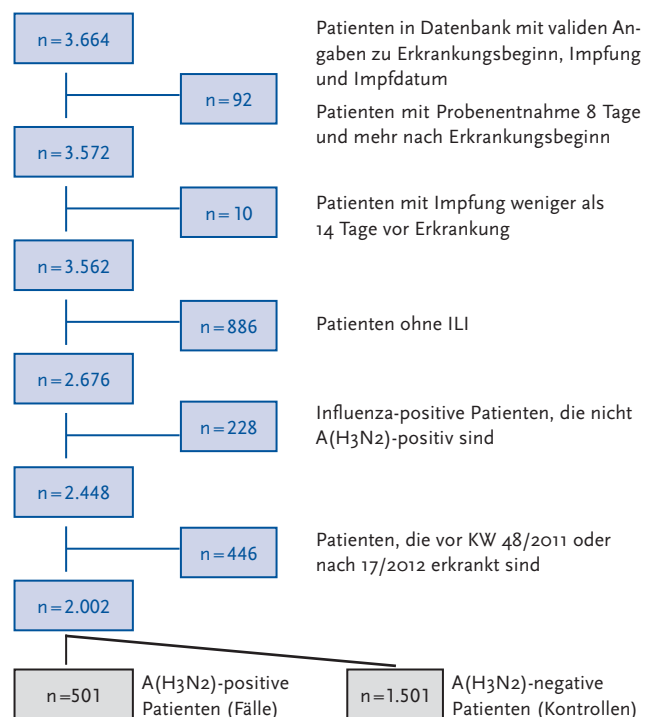 n=3.664
Patienten in Datenbank mit validen An-
gaben zu Erkrankungsbeginn, Impfung
und Impfdatum
n=92
Patienten mit Probenentnahme 8 Tage
und mehr nach Erkrankungsbeginn
n=3.572
n=10
Patienten mit Impfung weniger als
14 Tage vor Erkrankung
n=3.562
n=886
Patienten ohne ILI
n=2.676
n=228
Influenza-positive Patienten, die nicht
A(H3N2)-positiv sind
n=2.448
n=446
Patienten, die vor KW 48/2011 oder
nach 17/2012 erkrankt sind
n=2.002
n=501
A(H3N2)-positive
Patienten (Fälle)
n=1.501
A(H3N2)-negative
Patienten (Kontrollen)